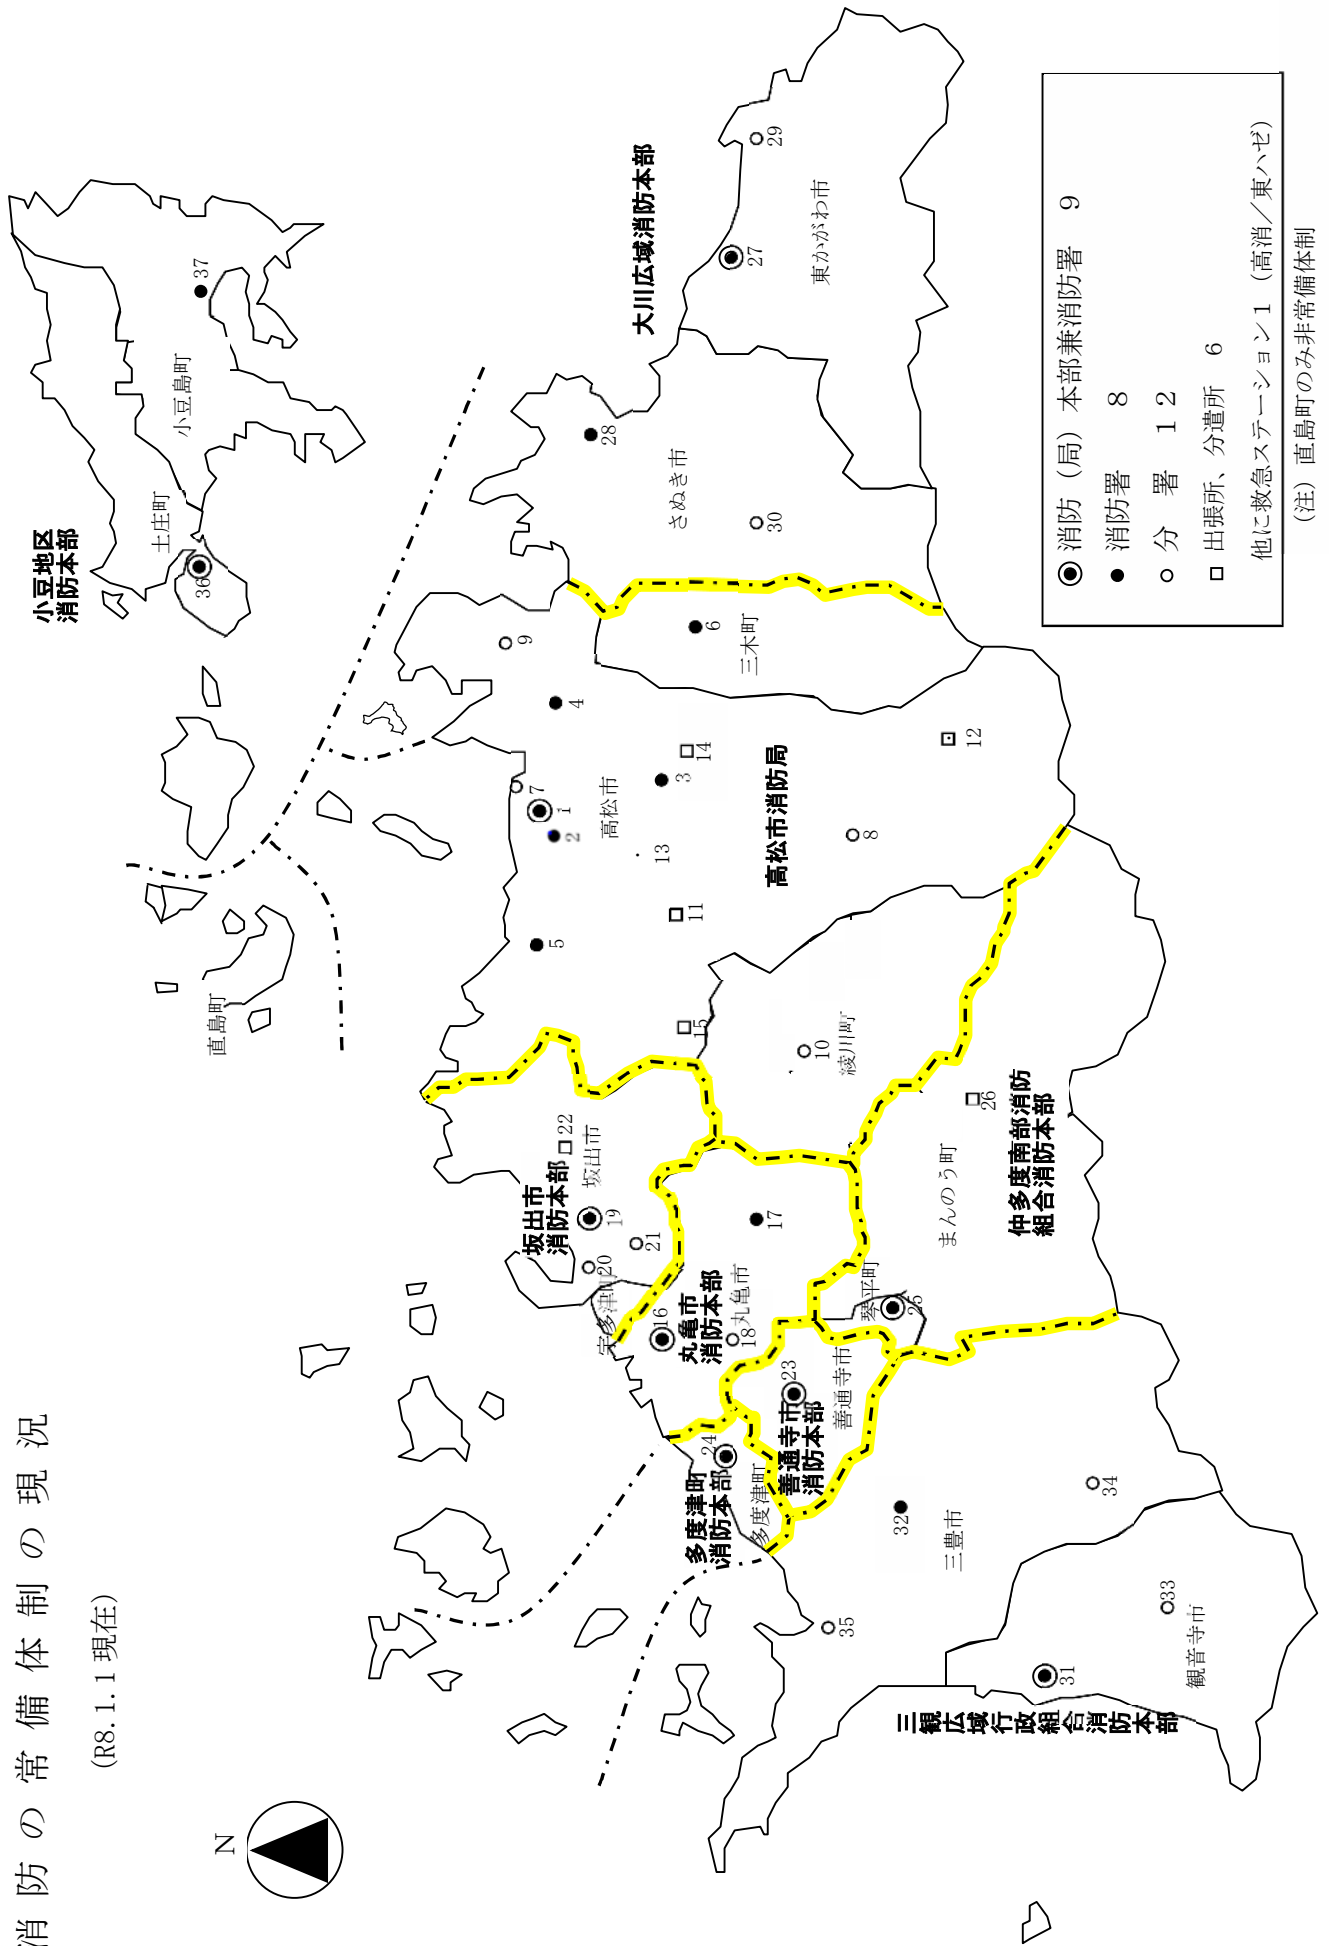 消防の常備体制の現況
(R8.1.1現在)
N
小豆地区
消防本部
土庄町
小豆島町
36
37
直島町
大川広域消防本部
東かがわ市
さぬき市
27
28
29
30
高松市消防局
高松市
三木町
綾川町
1
2
3
4
5
6
7
8
9
10
11
12
13
14
15
坂出市
消防本部
坂出市
宇多津町
19
20
21
22
丸亀市
消防本部
丸亀市
16
17
18
善通寺市
消防本部
善通寺市
23
多度津町
消防本部
多度津町
24
仲多度南部消防
組合消防本部
まんのう町
琴平町
25
26
三観広域行政組合消防本部
三豊市
観音寺市
31
32
33
34
35
消防（局）本部兼消防署 9
消防署 8
分 署 12
出張所、分遣所 6
他に救急ステーション１（高消／東ハゼ）
(注) 直島町のみ非常備体制